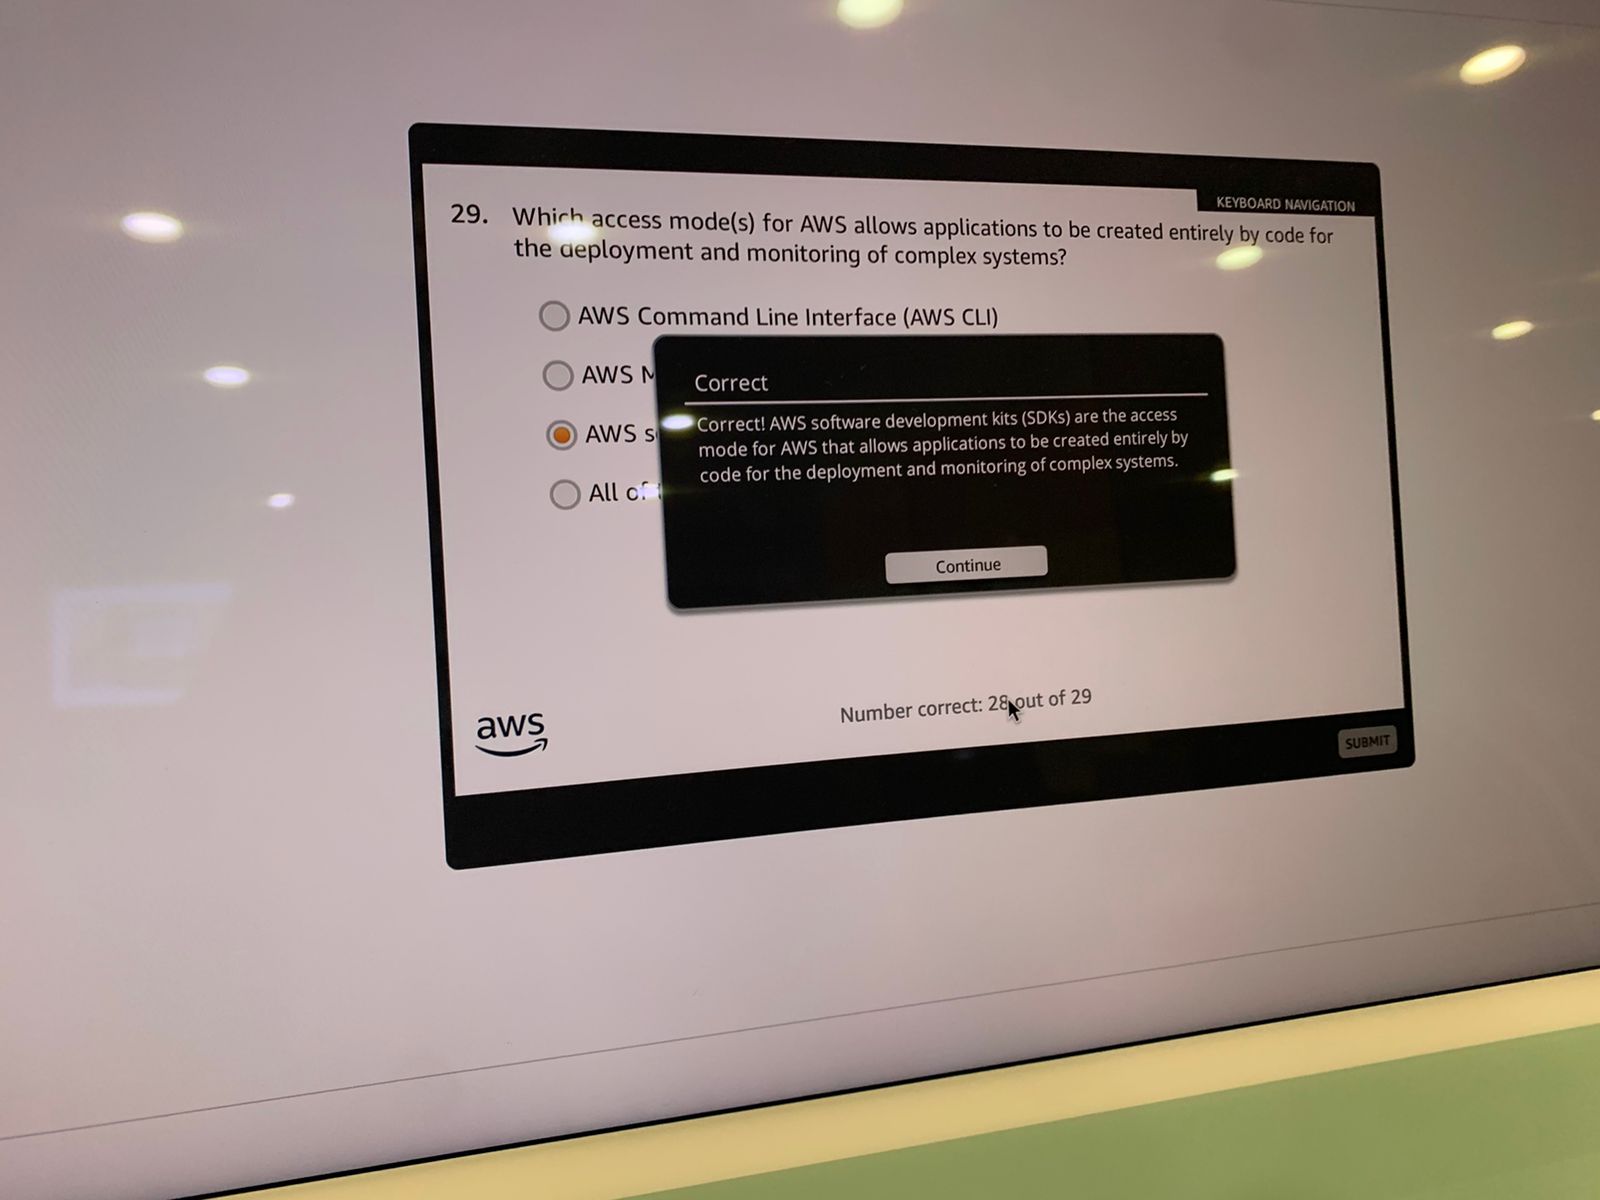 KEYBOARD NAVIGATION
29. Which access mode(s) for AWS allows applications to be created entirely by code for
the deployment and monitoring of complex systems?
AWS Command Line Interface (AWS CLI)
AWS
AWS
All of
Correct
Correct! AWS software development kits (SDKs) are the access
mode for AWS that allows applications to be created entirely by
code for the deployment and monitoring of complex systems.
Continue
Number correct: 28 out of 29
aws
SUBMIT